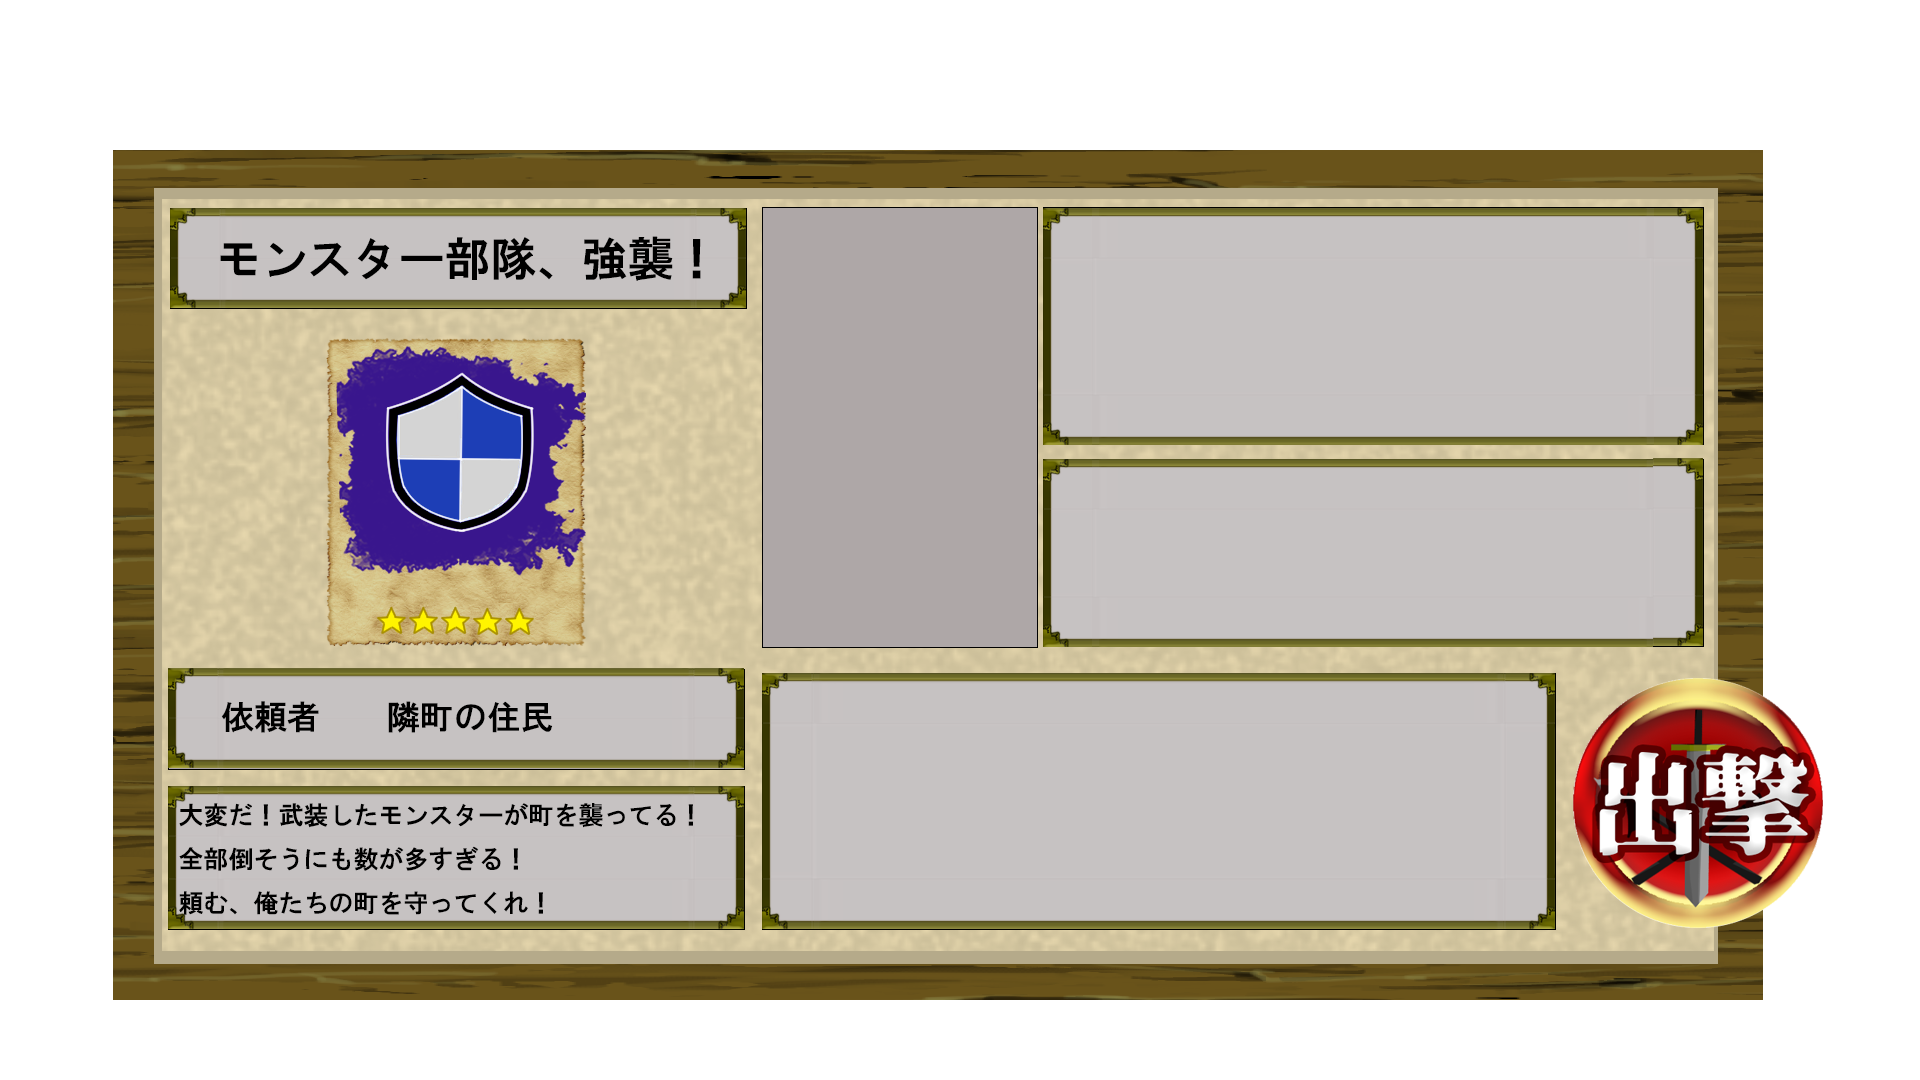 モンスター部隊、強襲！
依頼者　　隣町の住民
大変だ！武装したモンスターが町を襲ってる！
全部倒そうにも数が多すぎる！
頼む、俺たちの町を守ってくれ！
出撃